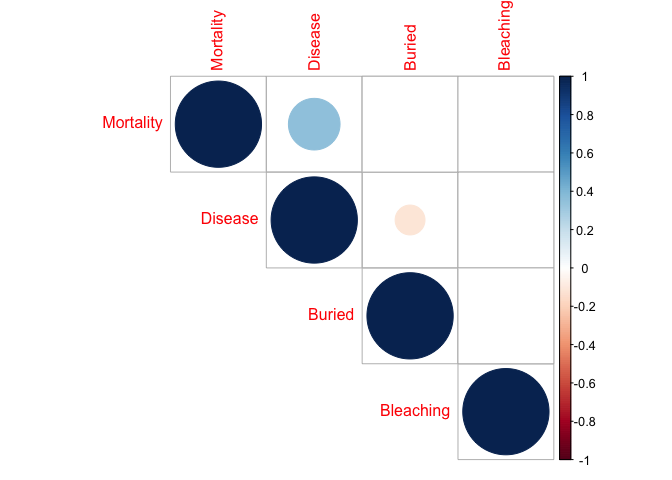 Mortality
Disease
Buried
Bleaching
Mortality
Disease
Buried
Bleaching
1
0.8
0.6
0.4
0.2
0
-0.2
-0.4
-0.6
-0.8
-1